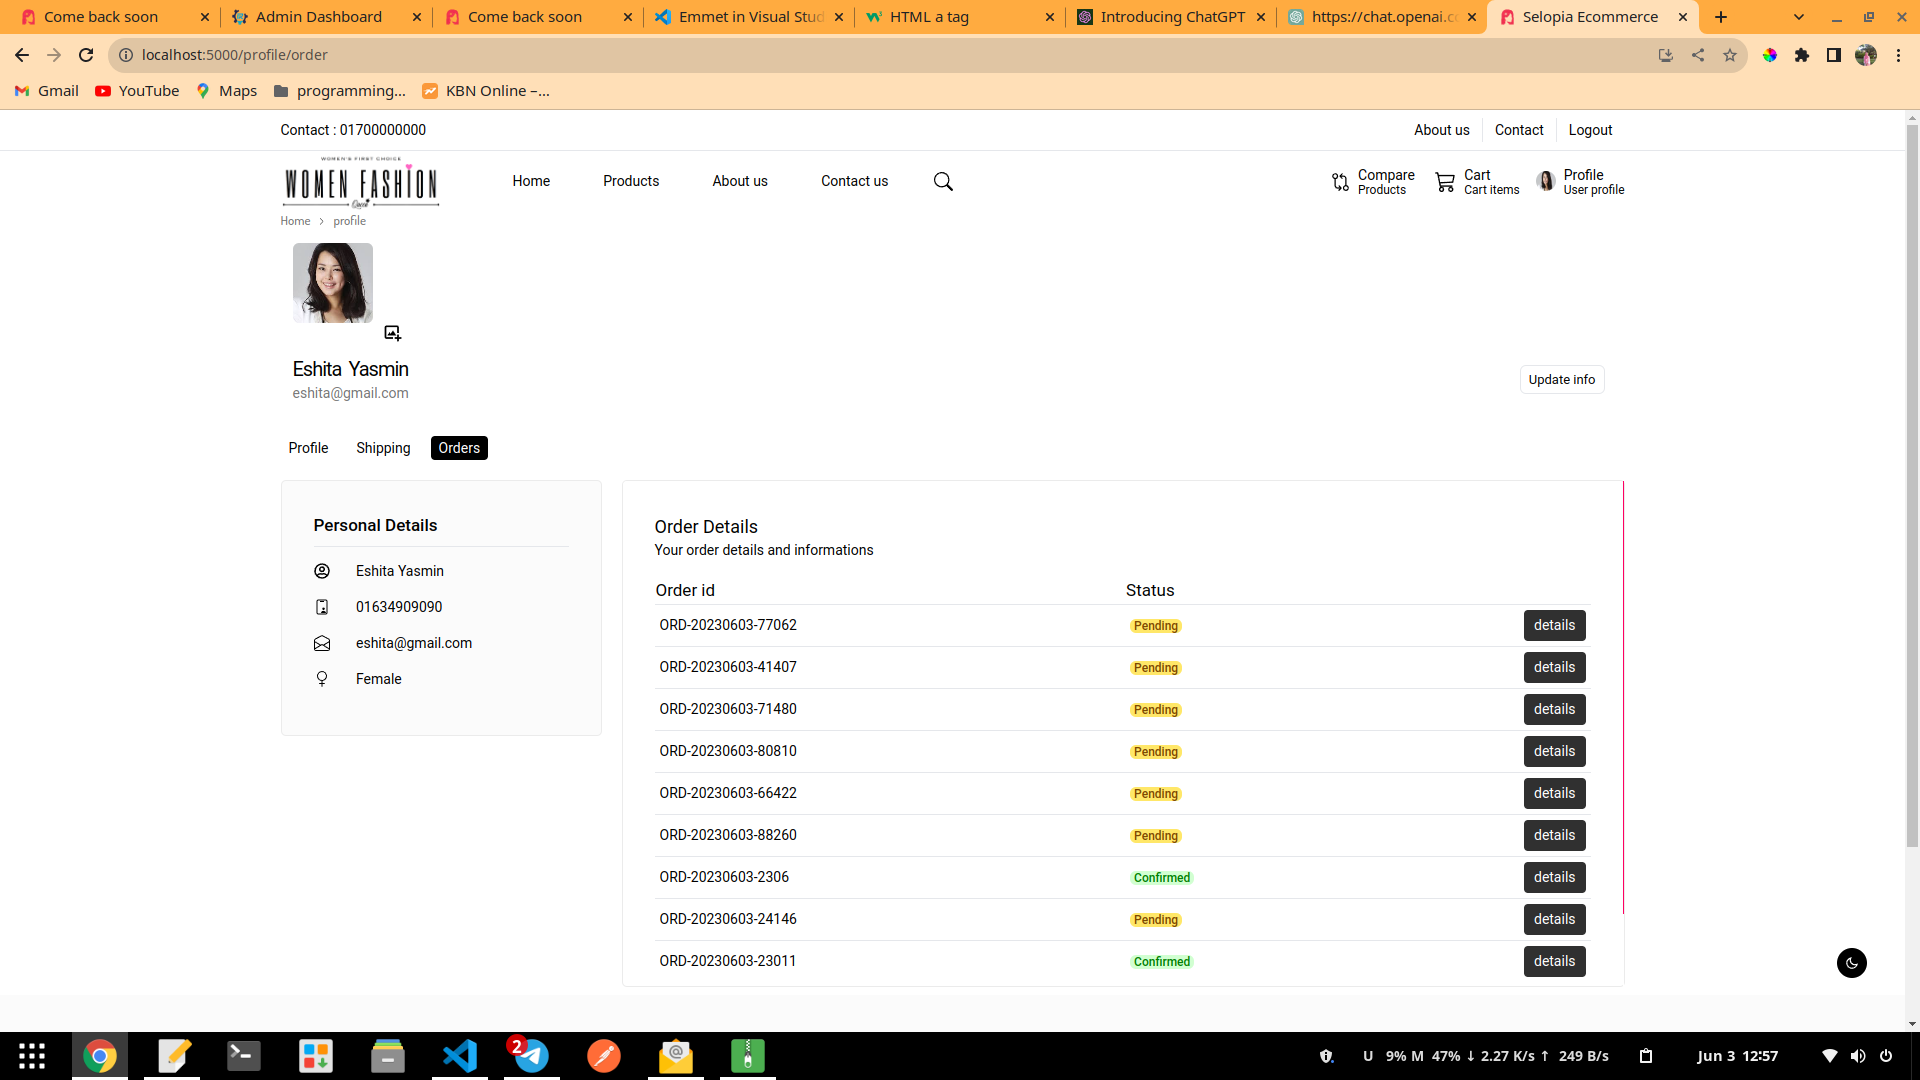 Come back soon
Admin Dashboard
Come back soon
Emmet in Visual Stud
HTML a tag
Introducing ChatGPT
https://chat.openai.c
Selopia Ecommerce
localhost:5000/profile/order
Gmail
YouTube
Maps
programming...
KBN Online –...
Contact : 01700000000
About us
Contact
Logout
WOMEN'S FIRST CHOICE
WOMEN FASHION
Home
Products
About us
Contact us
Compare
Products
Cart
Cart items
Profile
User profile
Home > profile
Eshita Yasmin
eshita@gmail.com
Update info
Profile
Shipping
Orders
Personal Details
Eshita Yasmin
01634909090
eshita@gmail.com
Female
Order Details
Your order details and informations
Order id Status
ORD-20230603-77062 Pending details
ORD-20230603-41407 Pending details
ORD-20230603-71480 Pending details
ORD-20230603-80810 Pending details
ORD-20230603-66422 Pending details
ORD-20230603-88260 Pending details
ORD-20230603-2306 Confirmed details
ORD-20230603-24146 Pending details
ORD-20230603-23011 Confirmed details
2
U 9% M 47% ↓ 2.27 K/s ↑ 249 B/s
Jun 3 12:57